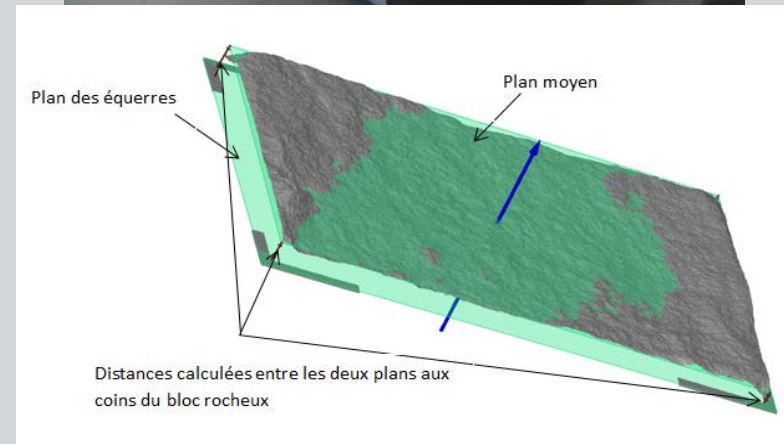 Plan moyen
Plan des équerres
Distances calculées entre les deux plans aux
coins du bloc rocheux